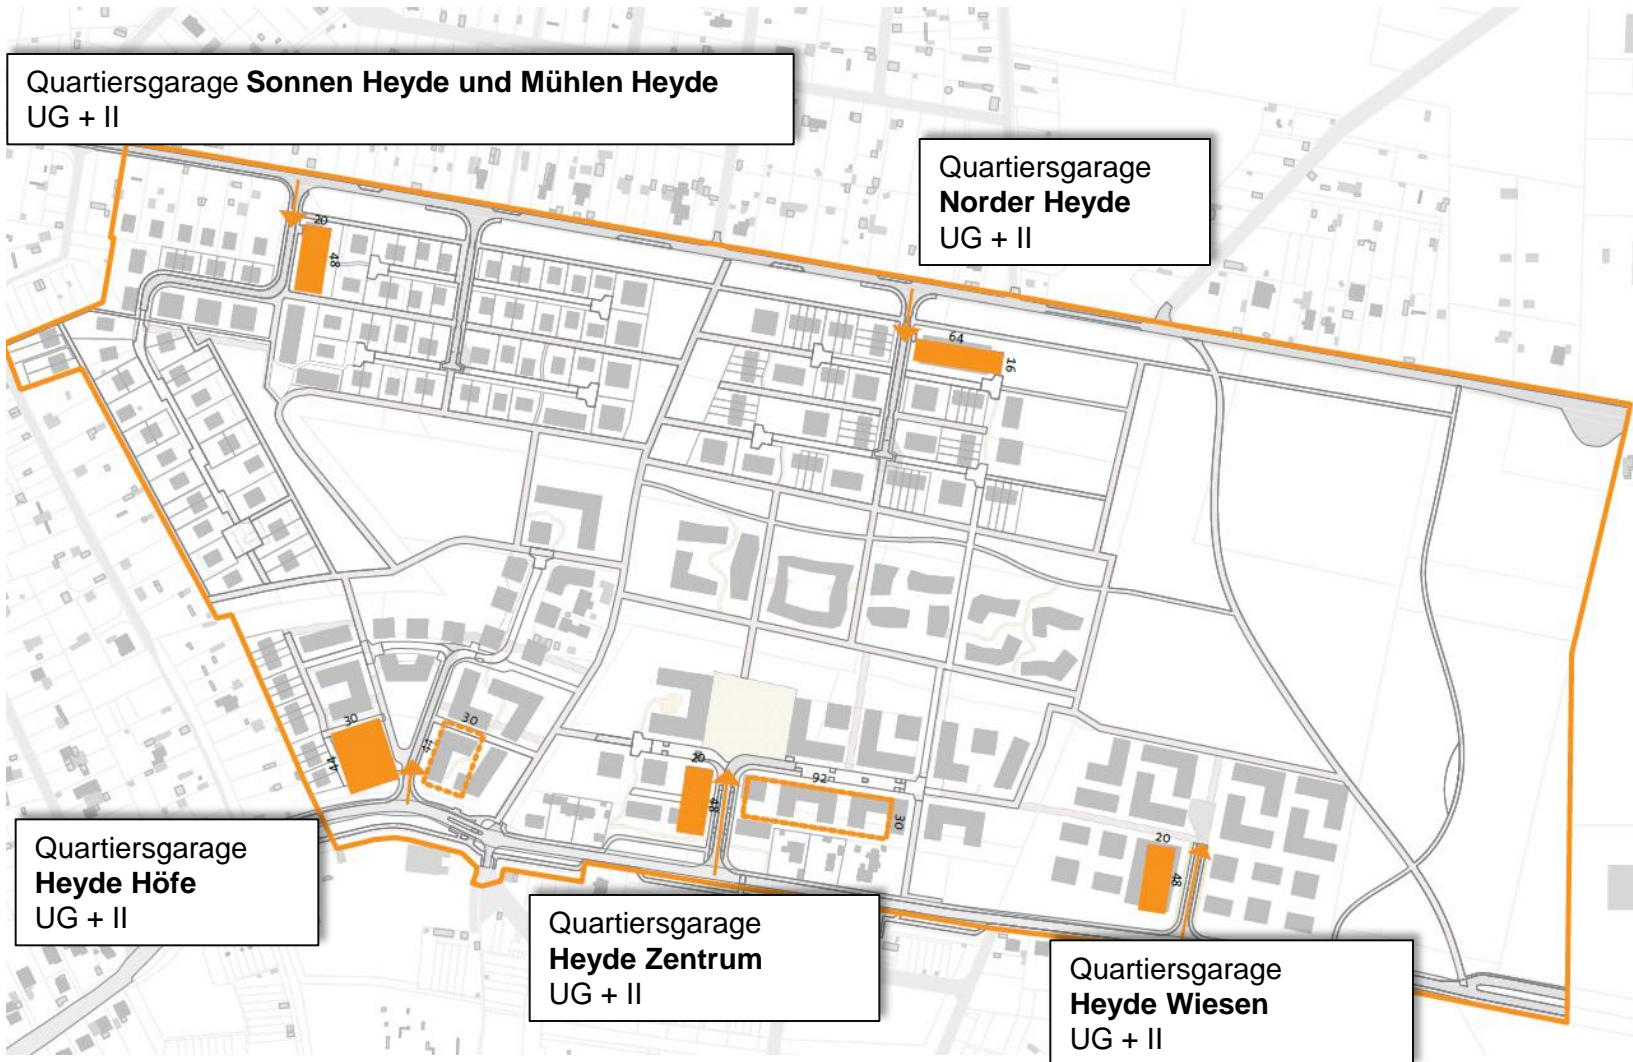 Quartiersgarage Sonnen Heyde und Mühlen Heyde
UG + II
Quartiersgarage
Norder Heyde
UG + II
20
48
64
16
30
44
30
44
20
48
92
30
20
48
Quartiersgarage
Heyde Höfe
UG + II
Quartiersgarage
Heyde Zentrum
UG + II
Quartiersgarage
Heyde Wiesen
UG + II